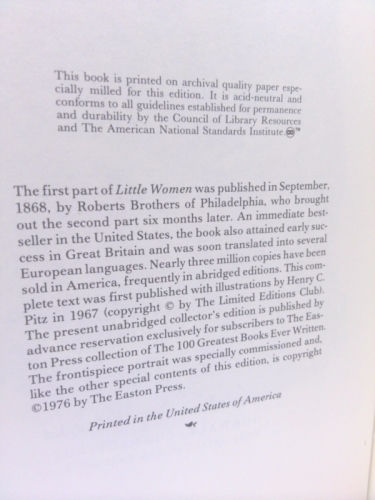 This book is printed on archival quality paper espe-
cially milled for this edition. It is acid-neutral and
conforms to all guidelines established for permanence
and durability by the Council of Library Resources
and The American National Standards Institute.♾™
The first part of Little Women was published in September,
1868, by Roberts Brothers of Philadelphia, who brought
out the second part six months later. An immediate best-
seller in the United States, the book also attained early suc-
cess in Great Britain and was soon translated into several
European languages. Nearly three million copies have been
sold in America, frequently in abridged editions. This com-
plete text was first published with illustrations by Henry C.
Pitz in 1967 (copyright © by The Limited Editions Club).
The present unabridged collector's edition is published by
advance reservation exclusively for subscribers to The Eas-
ton Press collection of The 100 Greatest Books Ever Written.
The frontispiece portrait was specially commissioned and,
like the other special contents of this edition, is copyright
©1976 by The Easton Press.
Printed in the United States of America